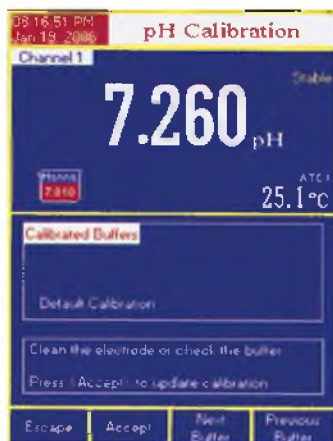 08:16:51 PM
Jan 19, 2006
pH Calibration
Channel 1
Stable
7.260 pH
Hanna
7.010
ATC1
25.1°C
Calibrated Buffers
Default Calibration
Clean the electrode or check the buffer
Press [Accept] to update calibration
Escape
Accept
Next
Buffer
Previous
Buffer